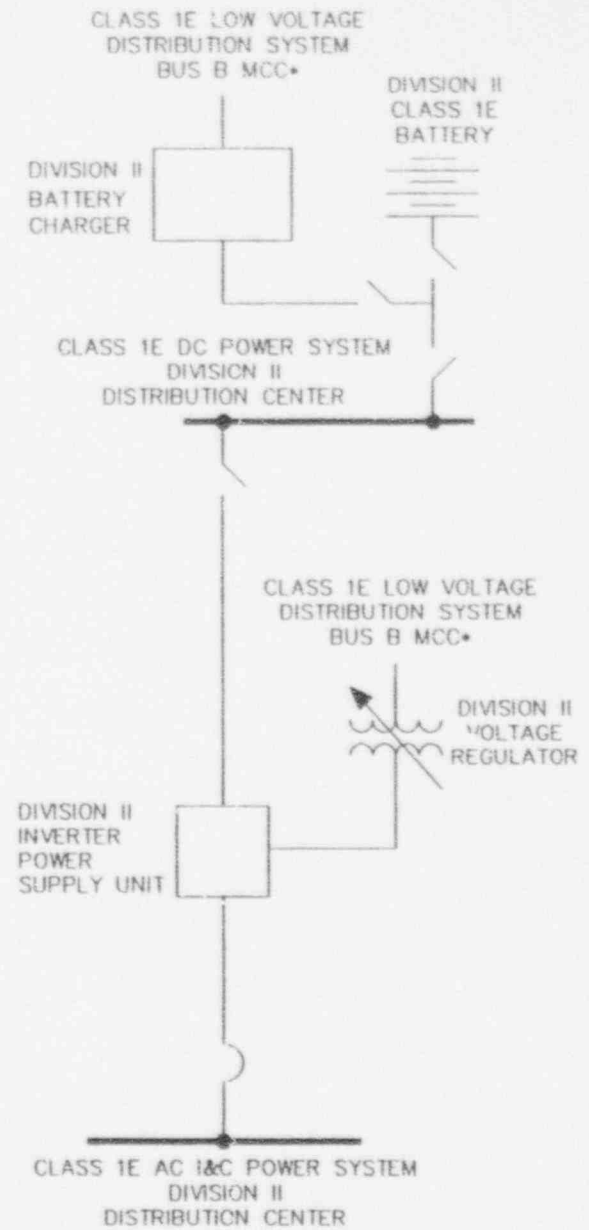 CLASS 1E LOW VOLTAGE
DISTRIBUTION SYSTEM
BUS B MCC*
DIVISION II
CLASS 1E
BATTERY
DIVISION II
BATTERY
CHARGER
CLASS 1E DC POWER SYSTEM
DIVISION II
DISTRIBUTION CENTER
CLASS 1E LOW VOLTAGE
DISTRIBUTION SYSTEM
BUS B MCC*
DIVISION II
VOLTAGE
REGULATOR
DIVISION II
INVERTER
POWER
SUPPLY UNIT
CLASS 1E AC I&C POWER SYSTEM
DIVISION II
DISTRIBUTION CENTER